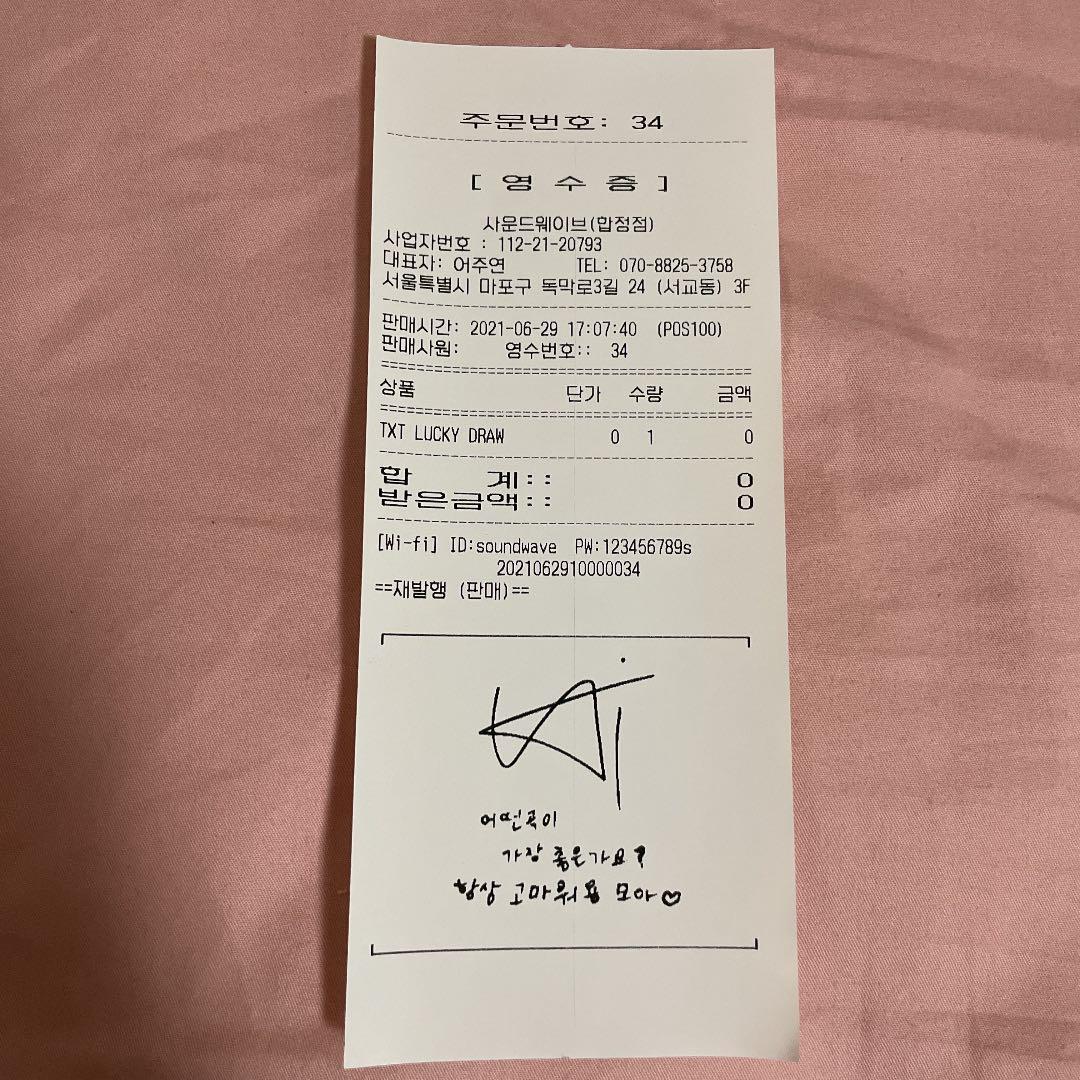 주문번호: 34
[ 영 수 증 ]
사운드웨이브(합정점)
사업자번호 : 112-21-20793
대표자: 어주연 TEL: 070-8825-3758
서울특별시 마포구 독막로3길 24 (서교동) 3F
판매시간: 2021-06-29 17:07:40 (POS100)
판매사원: 영수번호:: 34
상품 단가 수량 금액
TXT LUCKY DRAW 0 1 0
합 계:: 0
받은금액:: 0
[Wi-fi] ID:soundwave PW:123456789s
2021062910000034
==재발행 (판매)==
Kai
어떤곡이
가장 좋은가요?
항상 고마워용 모아♡